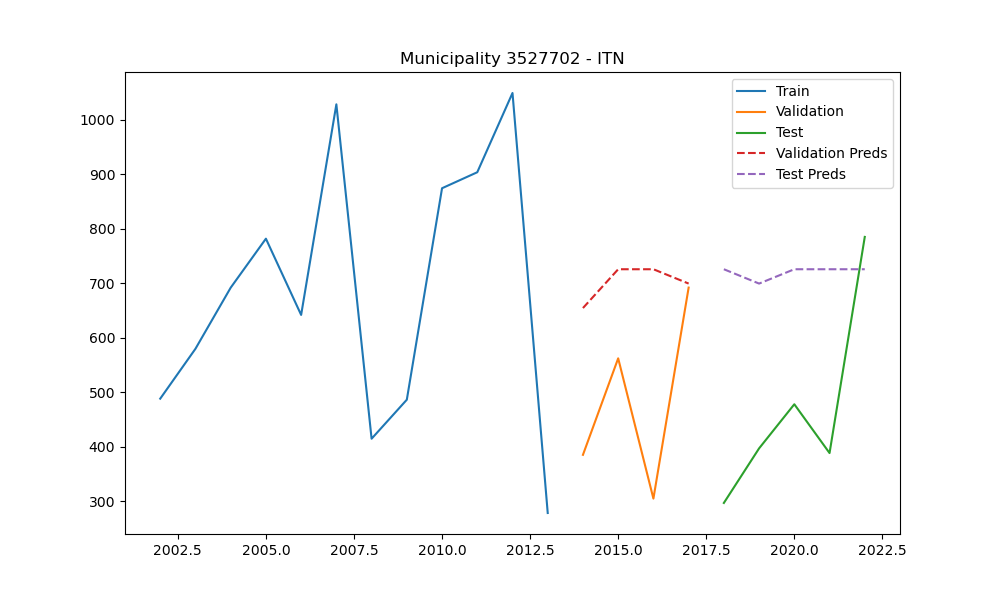 Municipality 3527702 - ITN
Train
Validation
Test
Validation Preds
Test Preds
1000
900
800
700
600
500
400
300
2002.5 2005.0 2007.5 2010.0 2012.5 2015.0 2017.5 2020.0 2022.5